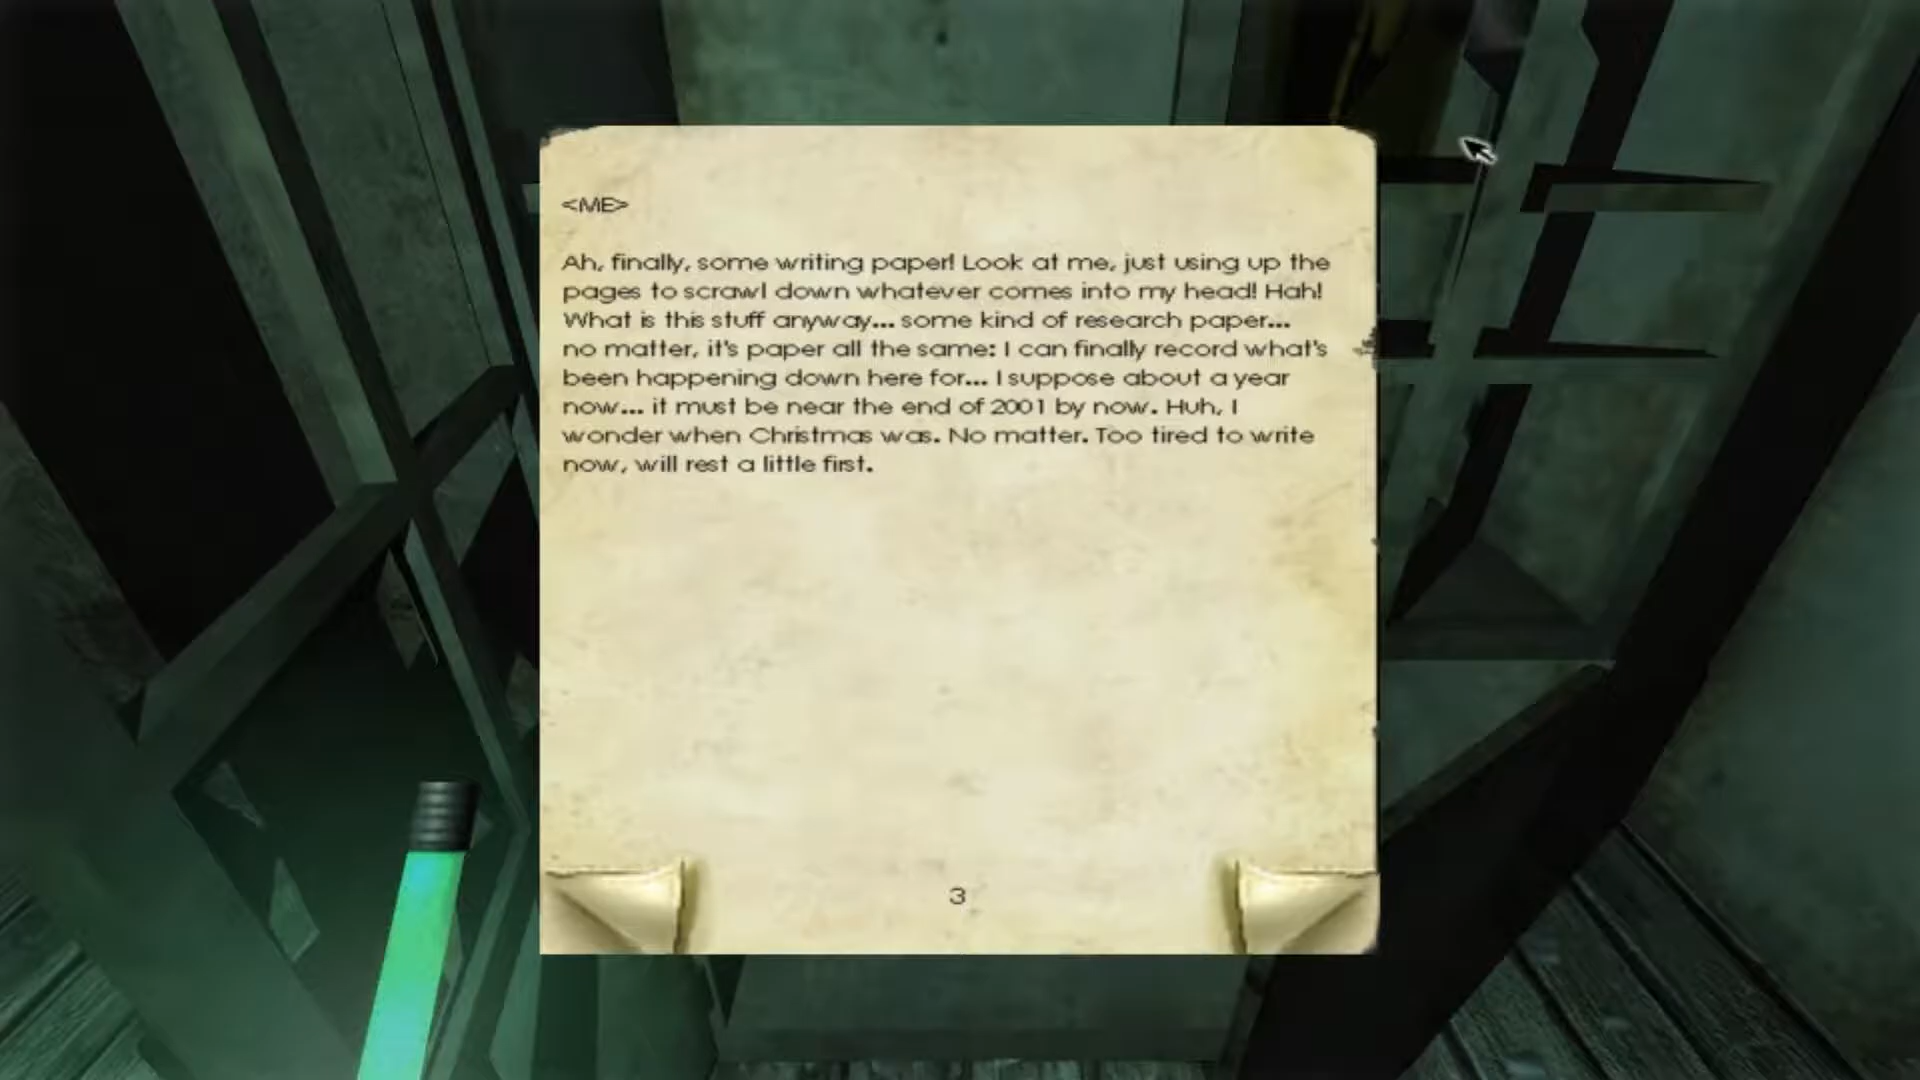 <ME>
Ah, finally, some writing paper! Look at me, just using up the
pages to scrawl down whatever comes into my head! Hah!
What is this stuff anyway... some kind of research paper...
no matter, it's paper all the same: I can finally record what's
been happening down here for... I suppose about a year
now... it must be near the end of 2001 by now. Huh, I
wonder when Christmas was. No matter. Too tired to write
now, will rest a little first.
3